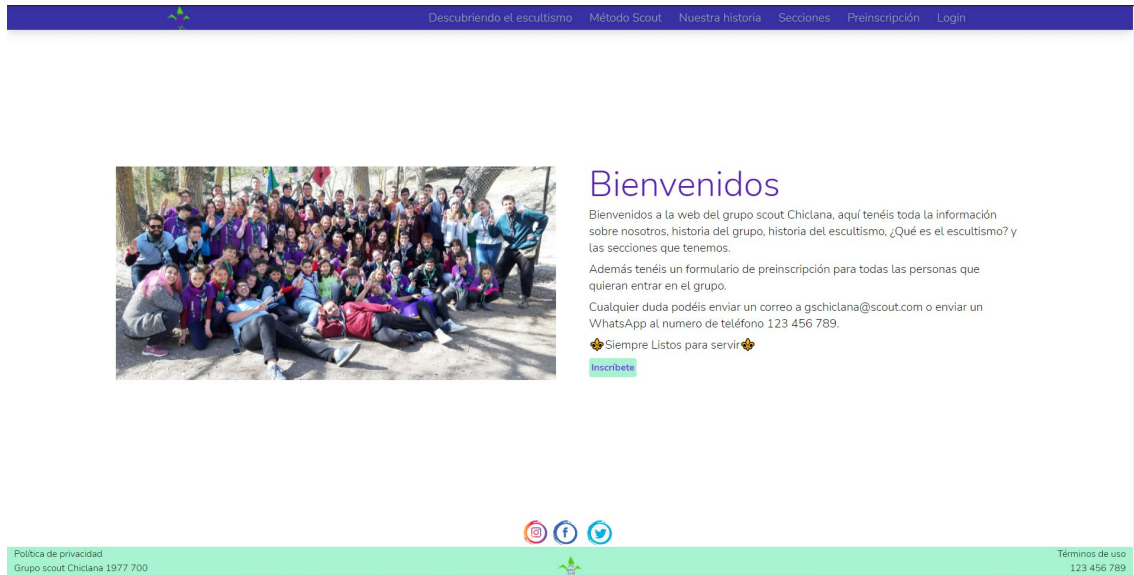 Descubriendo el escultismo Método Scout Nuestra historia Secciones Preinscripción Login
Bienvenidos
Bienvenidos a la web del grupo scout Chiclana, aquí tenéis toda la información
sobre nosotros, historia del grupo, historia del escultismo, ¿Qué es el escultismo? y
las secciones que tenemos.
Además tenéis un formulario de preinscripción para todas las personas que
quieran entrar en el grupo.
Cualquier duda podéis enviar un correo a gschiclana@scout.com o enviar un
WhatsApp al numero de teléfono 123 456 789.
⚜Siempre Listos para servir⚜
Inscríbete
Política de privacidad
Grupo scout Chiclana 1977 700
Términos de uso
123 456 789